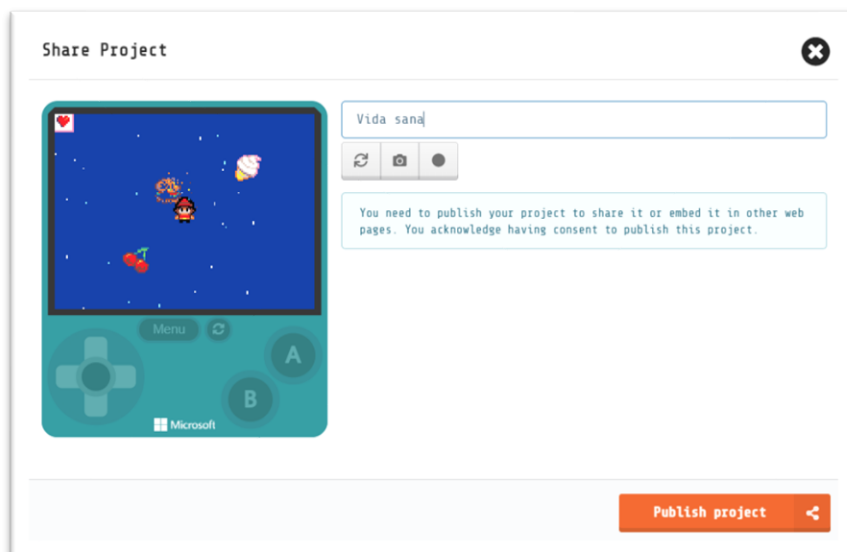 Share Project
Vida sana
You need to publish your project to share it or embed it in other web
pages. You acknowledge having consent to publish this project.
Menu
A
B
Microsoft
Publish project